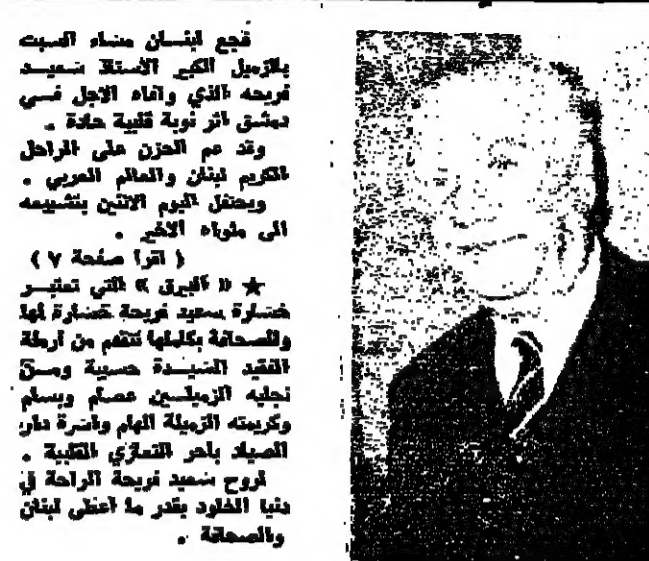 فجع لبنان مساء السبت
بالزميل الكبير الاستاذ سعيد
فريحه الذي وافاه الاجل في
دمشق اثر نوبة قلبية حادة .
وقد عم الحزن على الراحل
الكريم لبنان والعالم العربي .
ويحتفل اليوم الاثنين بتشييعه
الى مثواه الاخير .
( اقرأ صفحة ٧ )
★ « البيرق » التي تعتبر
خسارة سعيد فريحة خسارة لها
وللصحافة بكاملها تتقدم من ارملة
الفقيد السيدة حسيبة ومن
نجليه الزميلين عصام وبسام
وكريمته الزميلة الهام واسرة دار
الصياد باحر التعازي القلبية .
لروح سعيد فريحة الراحة في
دنيا الخلود بقدر ما اعطى لبنان
والصحافة .